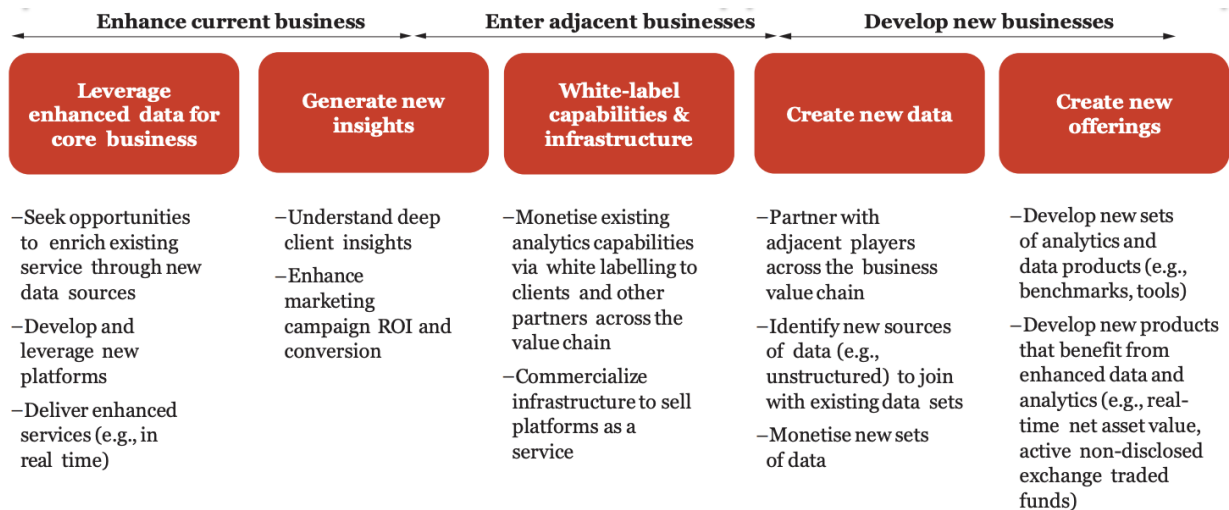 Enhance current business
Enter adjacent businesses
Develop new businesses
Leverage
enhanced data for
core business
Generate new
insights
White-label
capabilities &
infrastructure
Create new data
Create new
offerings
–Seek opportunities
to enrich existing
service through new
data sources
–Develop and
leverage new
platforms
–Deliver enhanced
services (e.g., in
real time)
–Understand deep
client insights
–Enhance
marketing
campaign ROI and
conversion
–Monetise existing
analytics capabilities
via white labelling to
clients and other
partners across the
value chain
–Commercialize
infrastructure to sell
platforms as a
service
–Partner with
adjacent players
across the business
value chain
–Identify new sources
of data (e.g.,
unstructured) to join
with existing data sets
–Monetise new sets
of data
–Develop new sets
of analytics and
data products (e.g.,
benchmarks, tools)
–Develop new products
that benefit from
enhanced data and
analytics (e.g., real-
time net asset value,
active non-disclosed
exchange traded
funds)